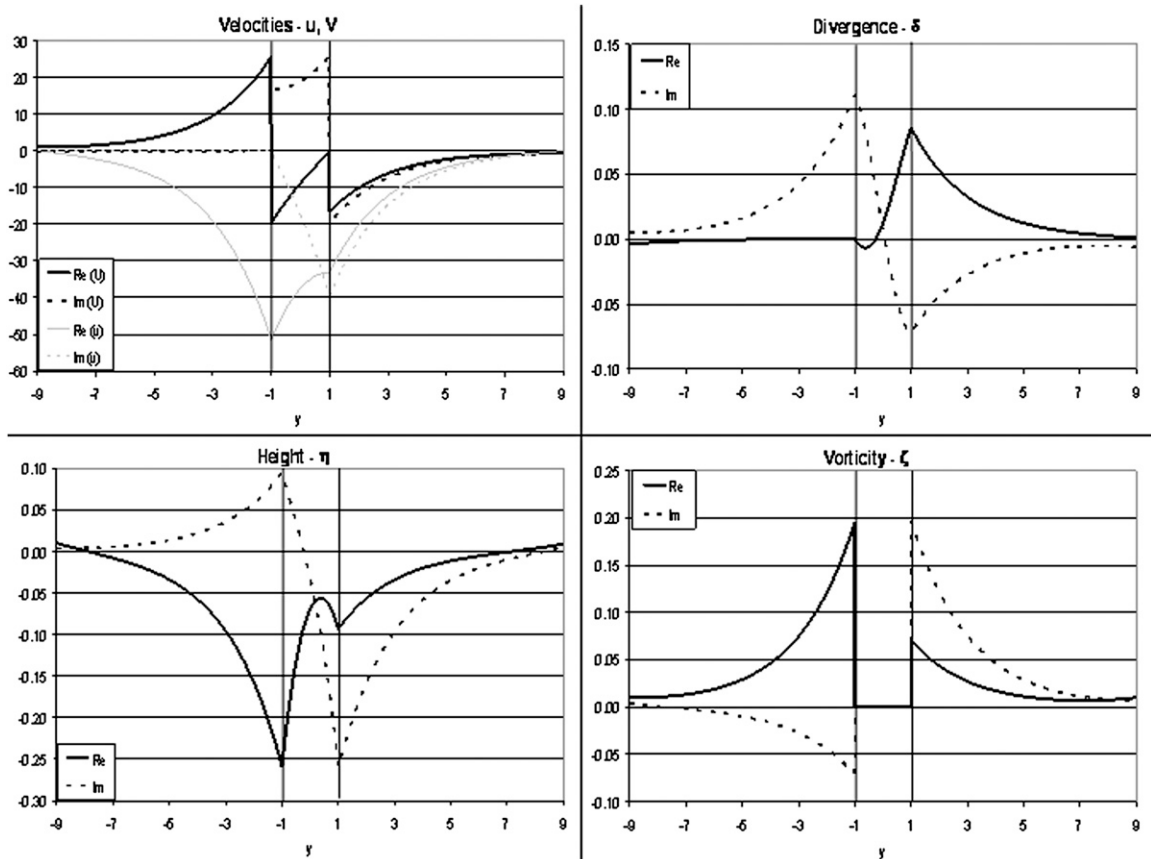 Velocities - u, V
30
20
10
0
-10
-20
-30
-40
-50
-60
Re (U)
Im (U)
Re (υ)
Im (υ)
-9 -7 -5 -3 -1 1 3 5 7 9
y
Divergence - δ
0.15
0.10
0.05
0.00
-0.05
-0.10
Re
Im
-9 -7 -5 -3 -1 1 3 5 7 9
y
Height - η
0.10
0.05
0.00
-0.05
-0.10
-0.15
-0.20
-0.25
-0.30
Re
Im
-9 -7 -5 -3 -1 1 3 5 7 9
y
Vorticity - ζ
0.25
0.20
0.15
0.10
0.05
0.00
-0.05
-0.10
Re
Im
-9 -7 -5 -3 -1 1 3 5 7 9
y